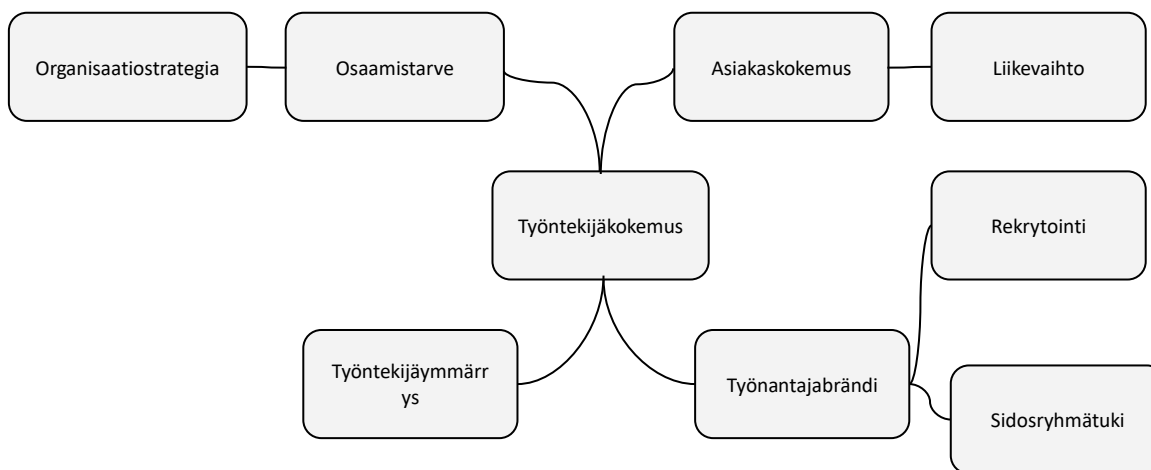 Organisaatiostrategia
Osaamistarve
Asiakaskokemus
Liikevaihto
Työntekijäkokemus
Rekrytointi
Työntekijäymmärr
ys
Työnantajabrändi
Sidosryhmätuki